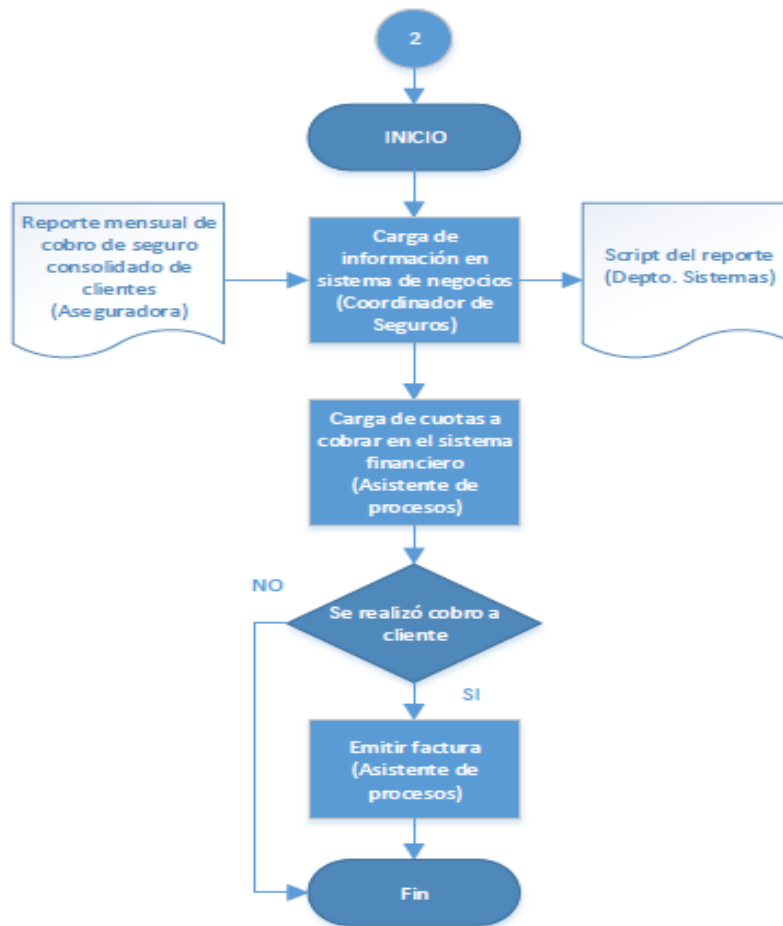 2
INICIO
Reporte mensual de
cobro de seguro
consolidado de
clientes
(Aseguradora)
Carga de
información en
sistema de negocios
(Coordinador de
Seguros)
Script del reporte
(Depto. Sistemas)
Carga de cuotas a
cobrar en el sistema
financiero
(Asistente de
procesos)
NO
Se realizó cobro a
cliente
SI
Emitir factura
(Asistente de
procesos)
Fin